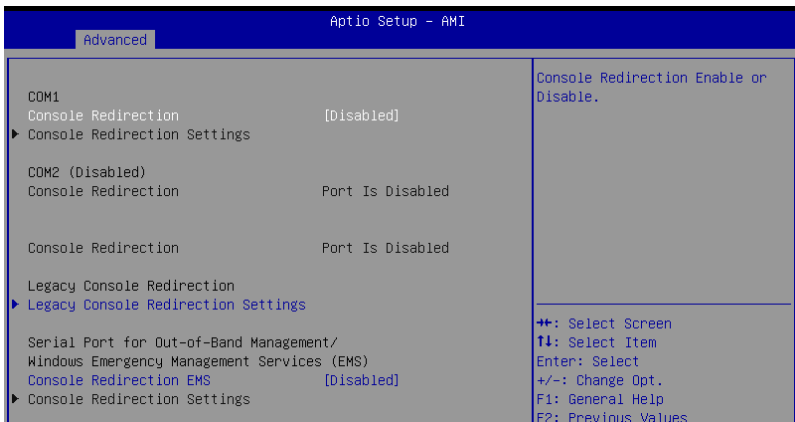 Aptio Setup – AMI
Advanced
COM1
Console Redirection [Disabled]
Console Redirection Settings
COM2 (Disabled)
Console Redirection Port Is Disabled
Console Redirection Port Is Disabled
Legacy Console Redirection
Legacy Console Redirection Settings
Serial Port for Out-of-Band Management/
Windows Emergency Management Services (EMS)
Console Redirection EMS [Disabled]
Console Redirection Settings
Console Redirection Enable or
Disable.
→←: Select Screen
↑↓: Select Item
Enter: Select
+/-: Change Opt.
F1: General Help
F2: Previous Values